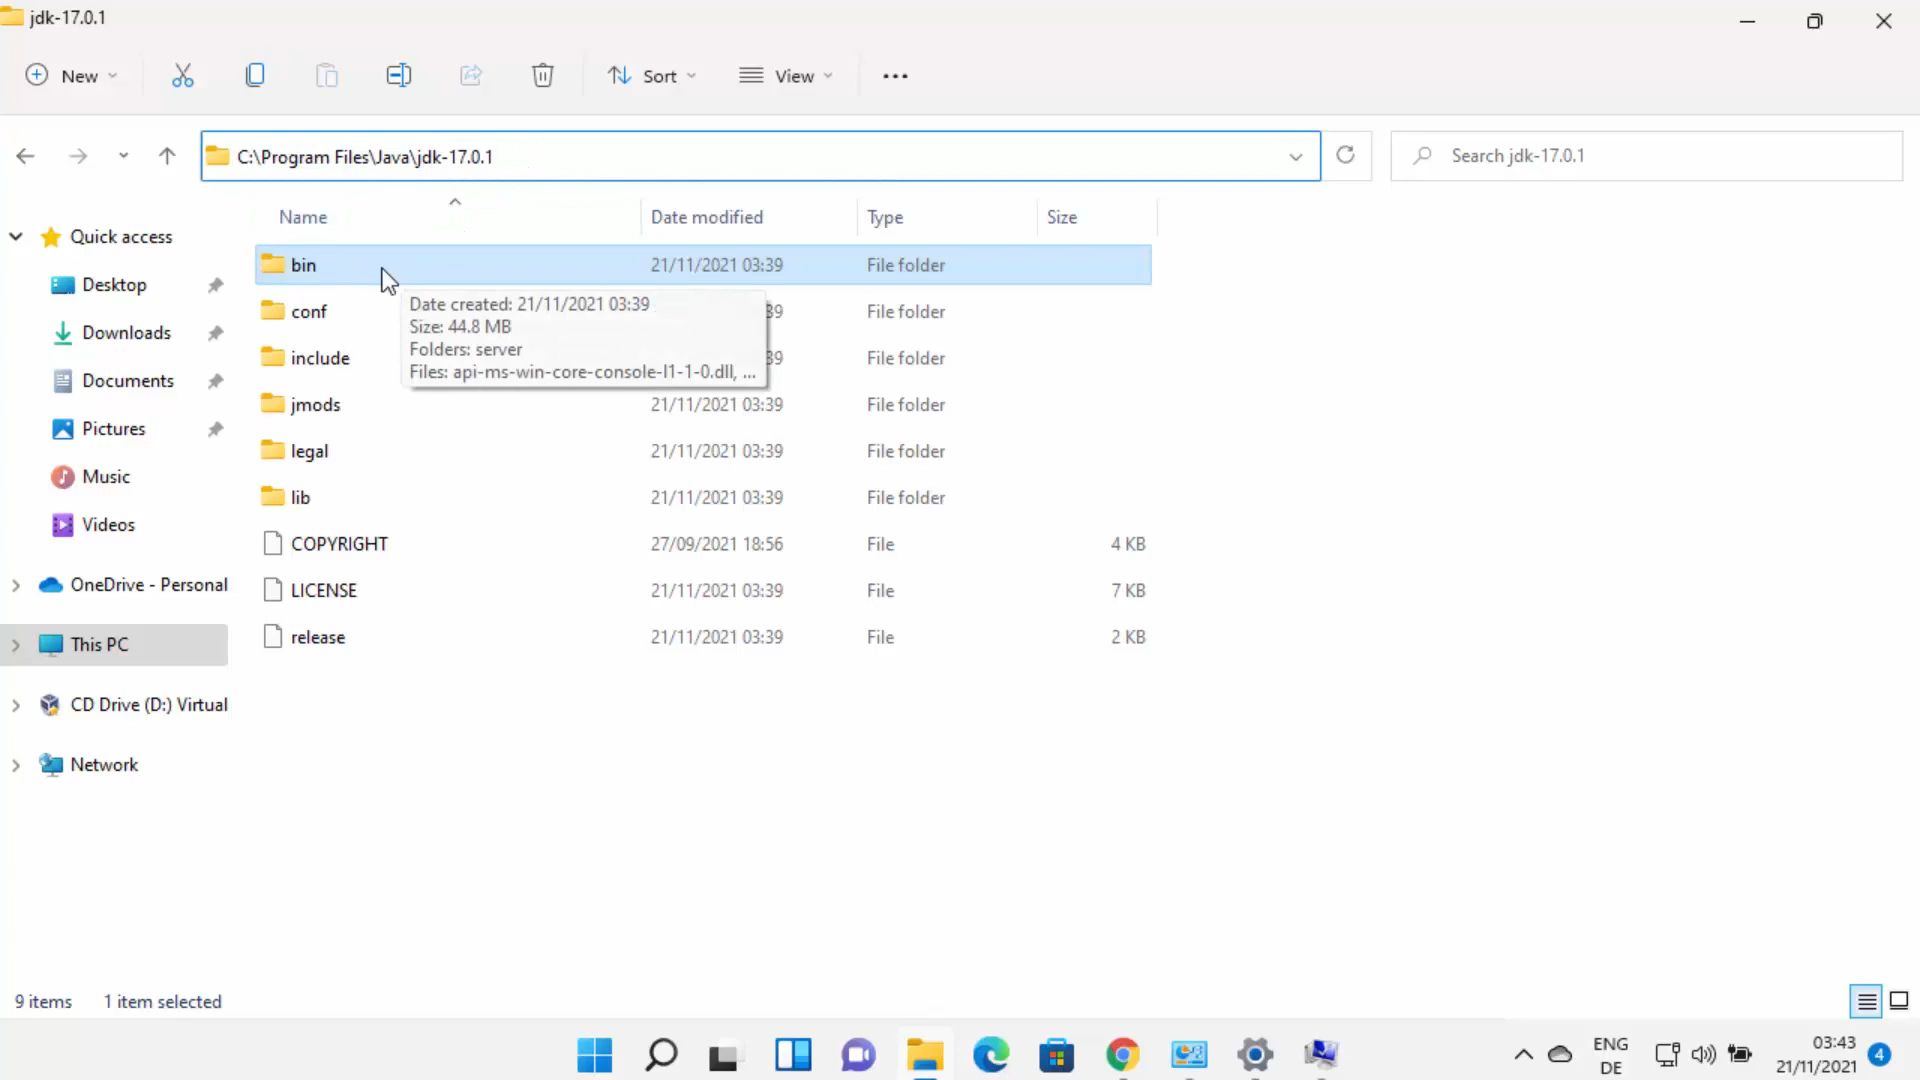 jdk-17.0.1
New
Sort
View
C:\Program Files\Java\jdk-17.0.1
Search jdk-17.0.1
Name Date modified Type Size
Quick access
Desktop
Downloads
Documents
Pictures
Music
Videos
OneDrive - Personal
This PC
CD Drive (D:) Virtual
Network
bin 21/11/2021 03:39 File folder
Date created: 21/11/2021 03:39
Size: 44.8 MB
Folders: server
Files: api-ms-win-core-console-l1-1-0.dll, ...
conf 39 File folder
include 39 File folder
jmods 21/11/2021 03:39 File folder
legal 21/11/2021 03:39 File folder
lib 21/11/2021 03:39 File folder
COPYRIGHT 27/09/2021 18:56 File 4 KB
LICENSE 21/11/2021 03:39 File 7 KB
release 21/11/2021 03:39 File 2 KB
9 items 1 item selected
ENG
DE
03:43
21/11/2021
4